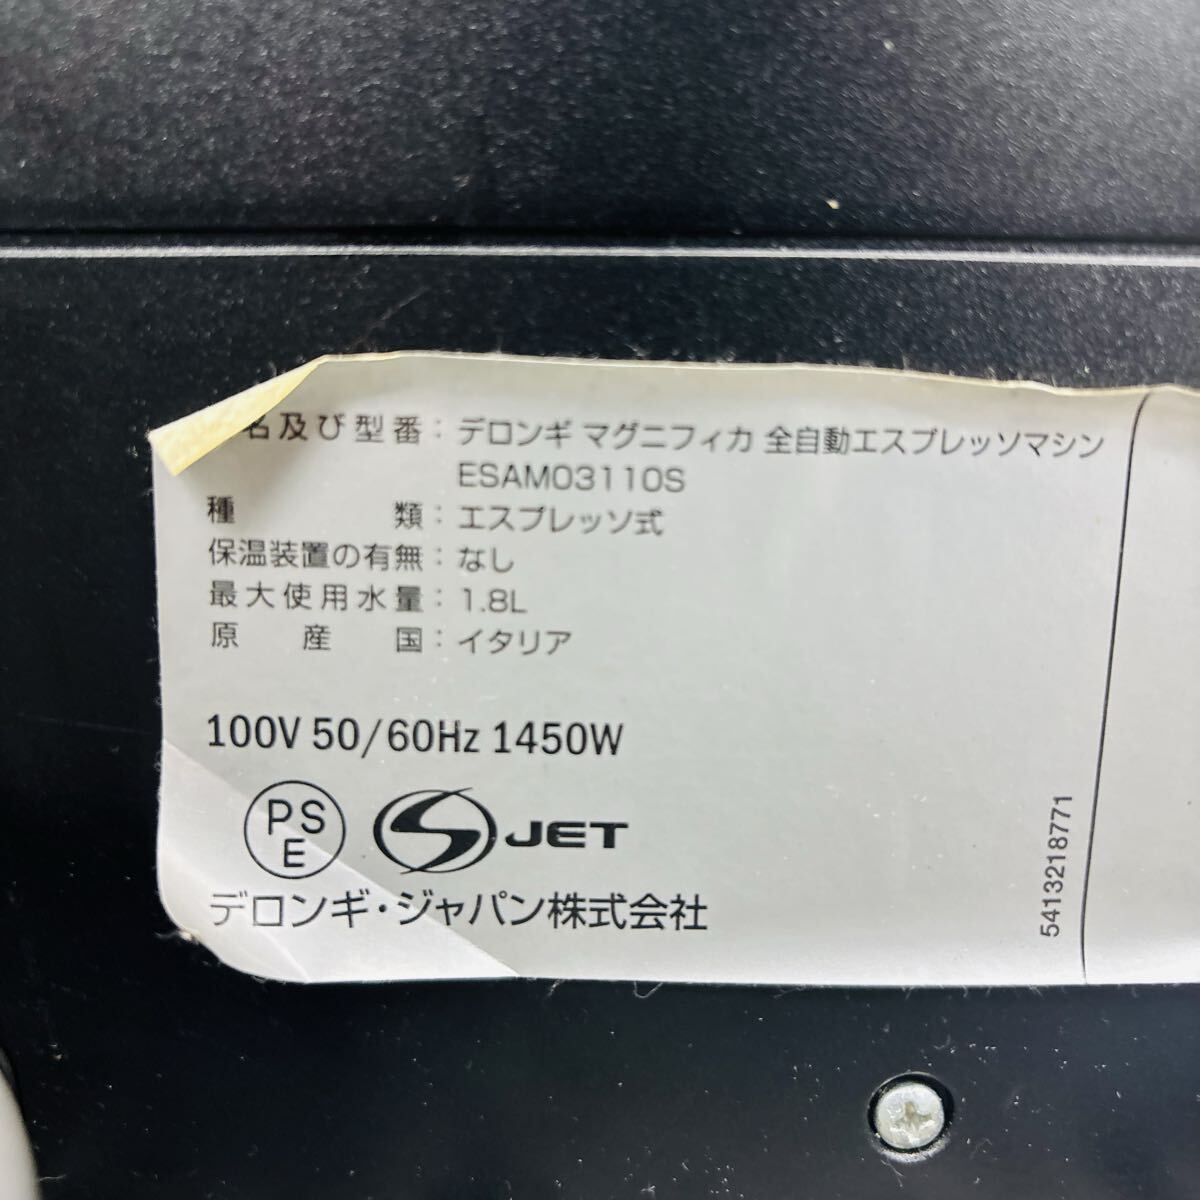 名及び型番：デロンギ マグニフィカ 全自動エスプレッソマシン
ESAM03110S
種類：エスプレッソ式
保温装置の有無：なし
最大使用水量：1.8L
原産国：イタリア
100V 50/60Hz 1450W
PS
E
S JET
デロンギ・ジャパン株式会社
5413218771